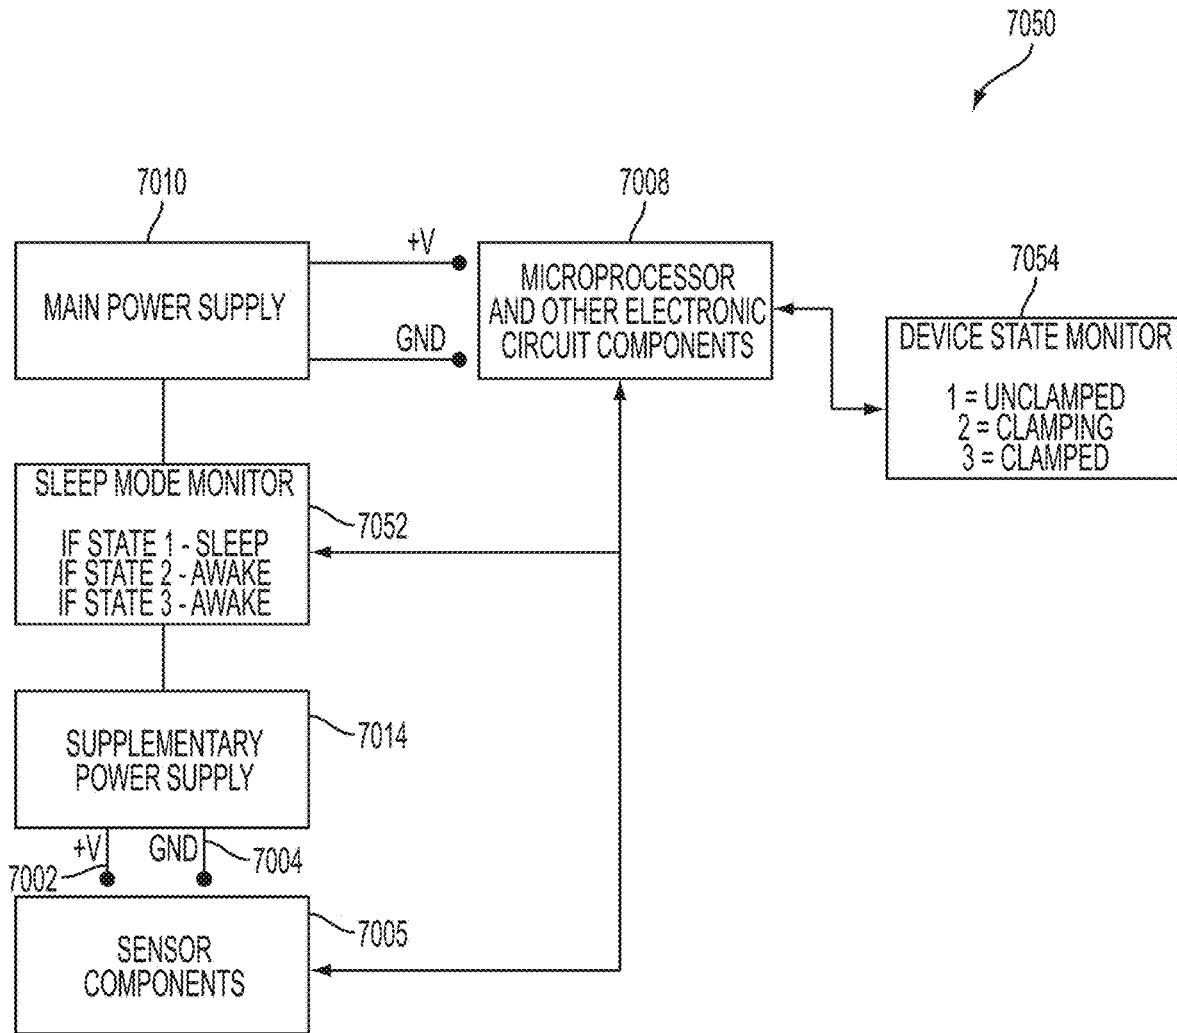 7050
7010
7008
+V
MAIN POWER SUPPLY
GND
MICROPROCESSOR
AND OTHER ELECTRONIC
CIRCUIT COMPONENTS
7054
DEVICE STATE MONITOR
1 = UNCLAMPED
2 = CLAMPING
3 = CLAMPED
SLEEP MODE MONITOR
IF STATE 1 - SLEEP
IF STATE 2 - AWAKE
IF STATE 3 - AWAKE
7052
SUPPLEMENTARY
POWER SUPPLY
7014
+V
GND
7002
7004
SENSOR
COMPONENTS
7005